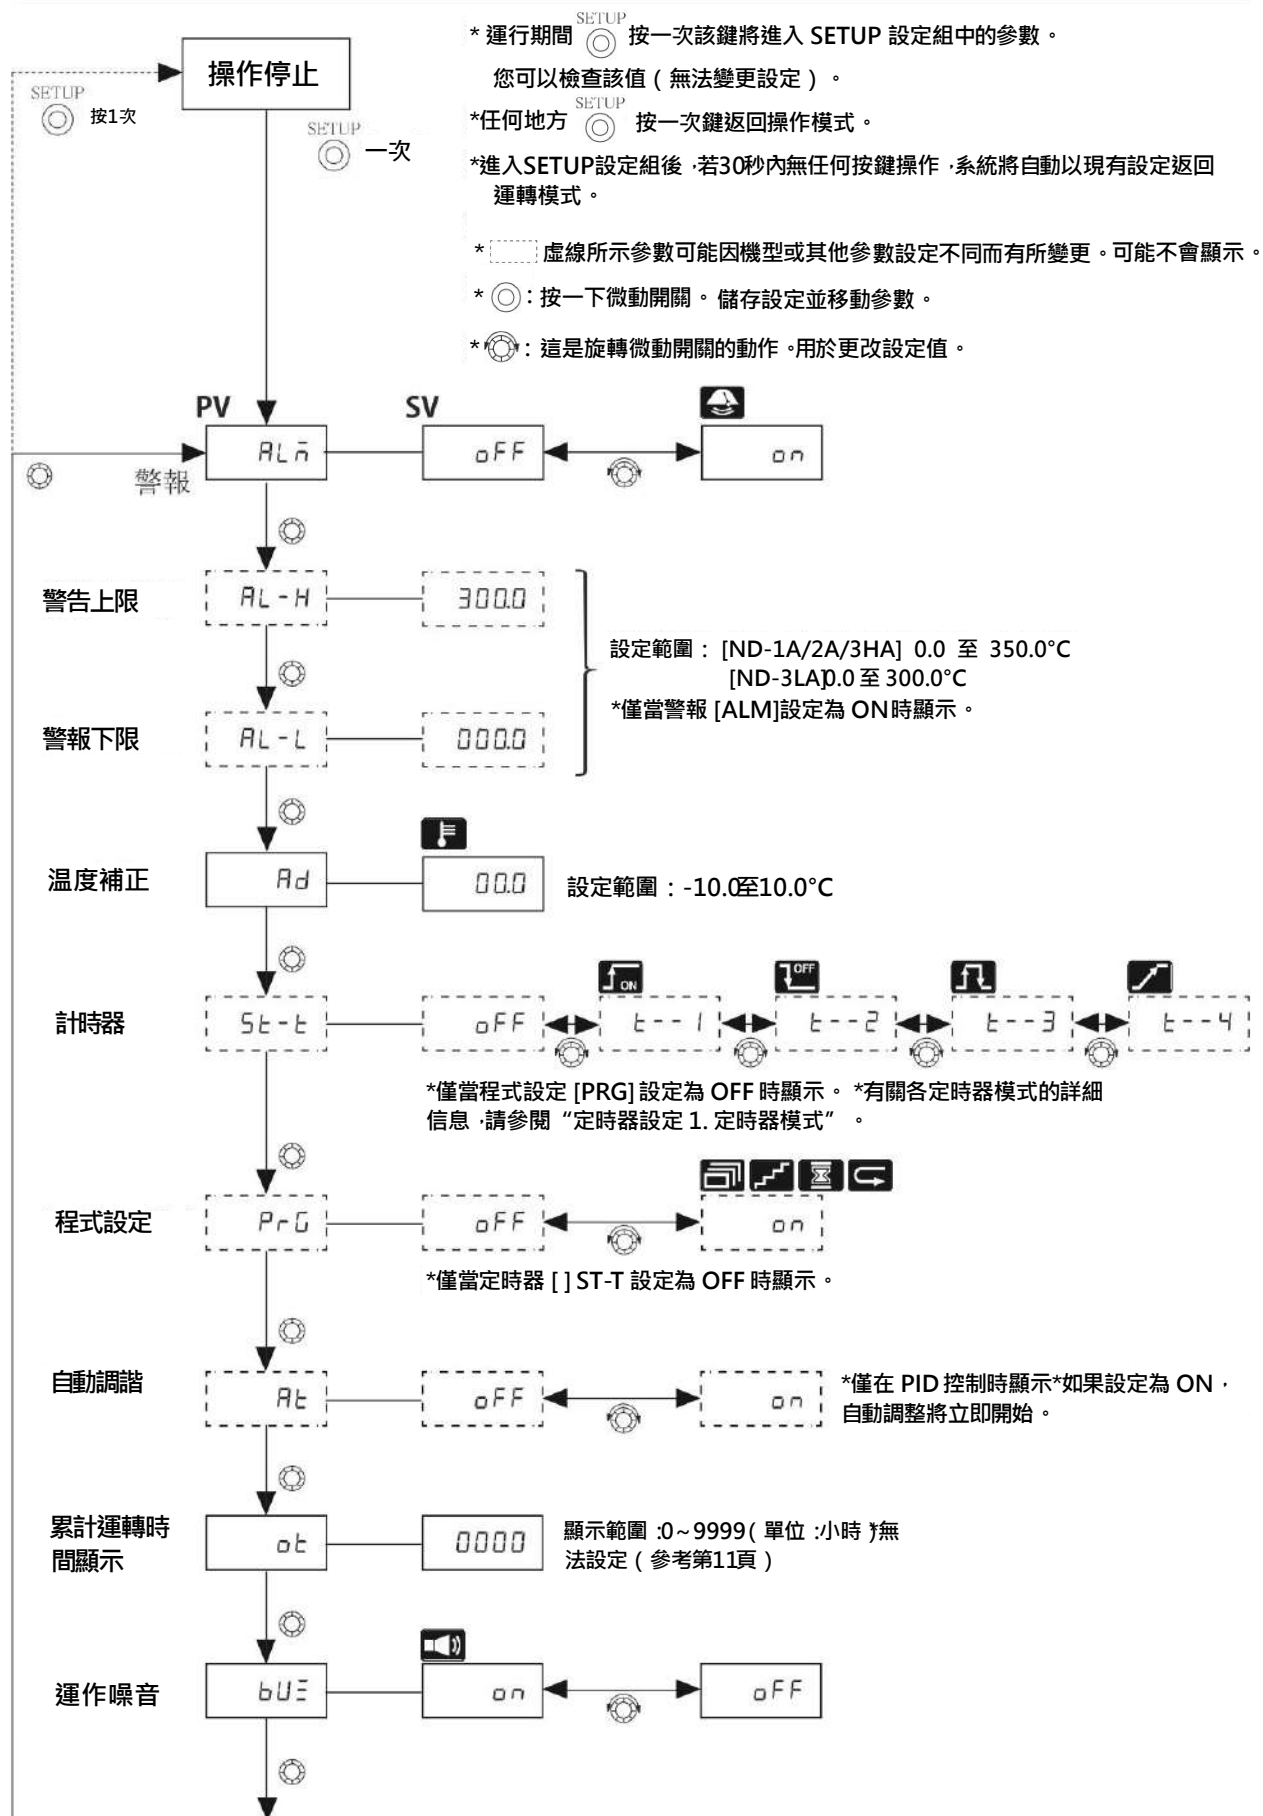 SETUP
* 運行期間 按一次該鍵將進入 SETUP 設定組中的參數。
您可以檢查該值(無法變更設定)。
SETUP
*任何地方 按一次鍵返回操作模式。
*進入SETUP設定組後,若30秒內無任何按鍵操作,系統將自動以現有設定返回
運轉模式。
* 虛線所示參數可能因機型或其他參數設定不同而有所變更。可能不會顯示。
* :按一下微動開關。儲存設定並移動參數。
* :這是旋轉微動開關的動作。用於更改設定值。
操作停止
SETUP
按1次
SETUP
一次
PV SV
警報 ALM oFF on
警告上限 AL-H 300.0
設定範圍:[ND-1A/2A/3HA] 0.0 至 350.0°C
[ND-3LA]0.0 至 300.0°C
*僅當警報 [ALM]設定為 ON時顯示。
警報下限 AL-L 000.0
温度補正 Ad 00.0 設定範圍:-10.0至10.0°C
ON OFF
計時器 St-t oFF t--1 t--2 t--3 t--4
*僅當程式設定 [PRG] 設定為 OFF 時顯示。 *有關各定時器模式的詳細
信息,請參閱“定時器設定 1. 定時器模式”。
程式設定 PrG oFF on
*僅當定時器 [ ] ST-T 設定為 OFF 時顯示。
自動調諧 At oFF on
*僅在 PID 控制時顯示*如果設定為 ON,
自動調整將立即開始。
累計運轉時
間顯示
ot 0000
顯示範圍:0~9999(單位:小時)*無
法設定(參考第11頁)
運作噪音 bUZ on oFF